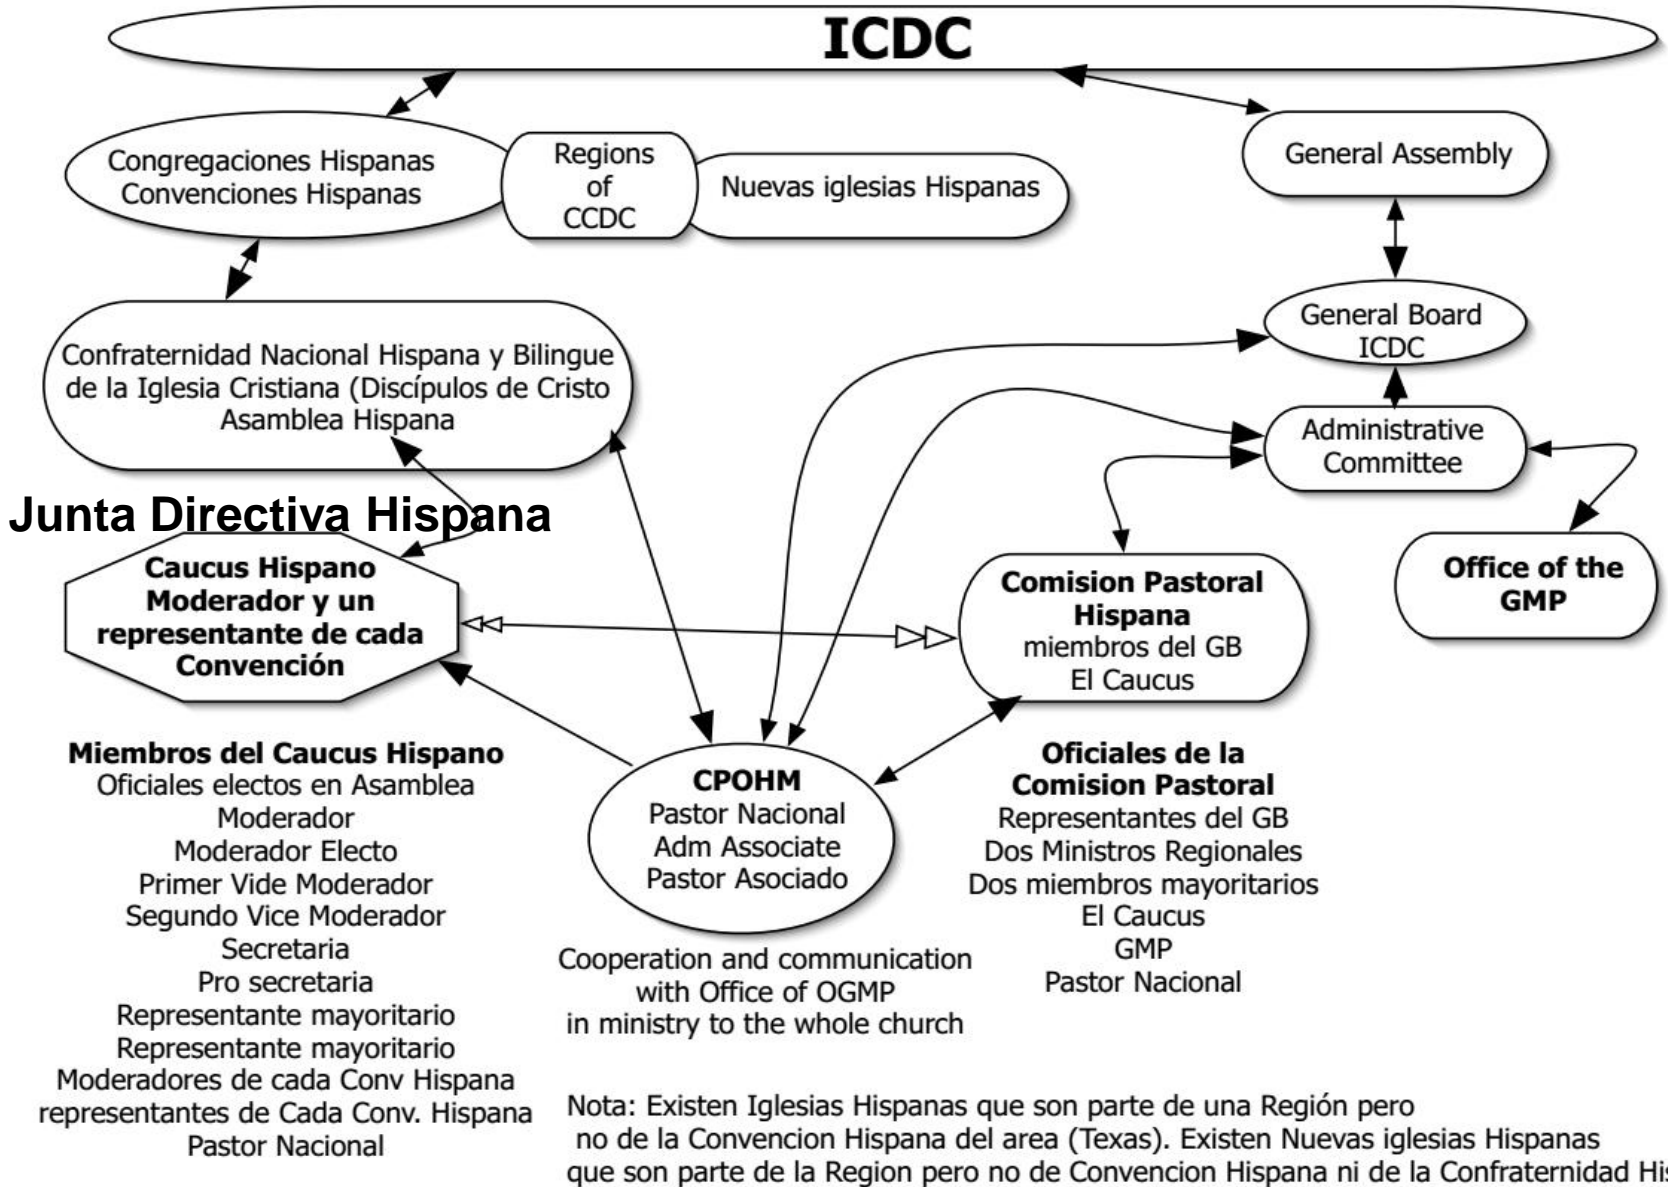 ICDC
Congregaciones Hispanas
Convenciones Hispanas
Regions
of
CCDC
Nuevas iglesias Hispanas
General Assembly
General Board
ICDC
Confraternidad Nacional Hispana y Bilingue
de la Iglesia Cristiana (Discípulos de Cristo
Asamblea Hispana
Administrative
Committee
Junta Directiva Hispana
Caucus Hispano
Moderador y un
representante de cada
Convención
Comision Pastoral
Hispana
miembros del GB
El Caucus
Office of the
GMP
Miembros del Caucus Hispano
Oficiales electos en Asamblea
Moderador
Moderador Electo
Primer Vide Moderador
Segundo Vice Moderador
Secretaria
Pro secretaria
Representante mayoritario
Representante mayoritario
Moderadores de cada Conv Hispana
representantes de Cada Conv. Hispana
Pastor Nacional
CPOHM
Pastor Nacional
Adm Associate
Pastor Asociado
Cooperation and communication
with Office of OGMP
in ministry to the whole church
Oficiales de la
Comision Pastoral
Representantes del GB
Dos Ministros Regionales
Dos miembros mayoritarios
El Caucus
GMP
Pastor Nacional
Nota: Existen Iglesias Hispanas que son parte de una Región pero
no de la Convencion Hispana del area (Texas). Existen Nuevas iglesias Hispanas
que son parte de la Region pero no de Convencion Hispana ni de la Confraternidad